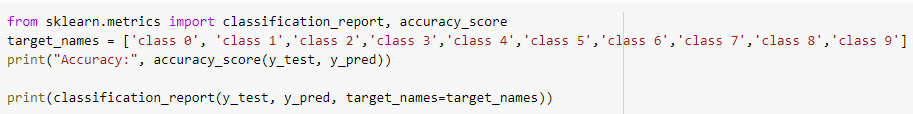 from sklearn.metrics import classification_report, accuracy_score
target_names = ['class 0', 'class 1','class 2','class 3','class 4','class 5','class 6','class 7','class 8','class 9']
print("Accuracy:", accuracy_score(y_test, y_pred))
print(classification_report(y_test, y_pred, target_names=target_names))